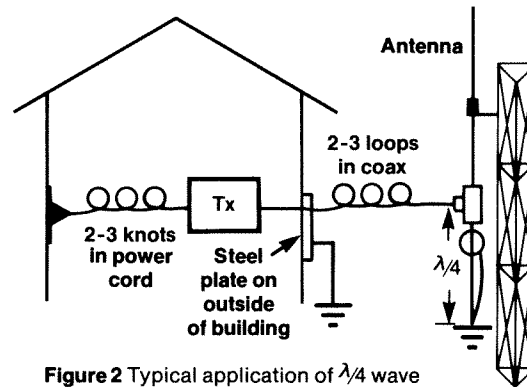 Antenna
2-3 loops
in coax
Tx
2-3 knots
in power
cord
Steel
plate on
outside
of building
λ/4
Figure 2 Typical application of λ/4 wave